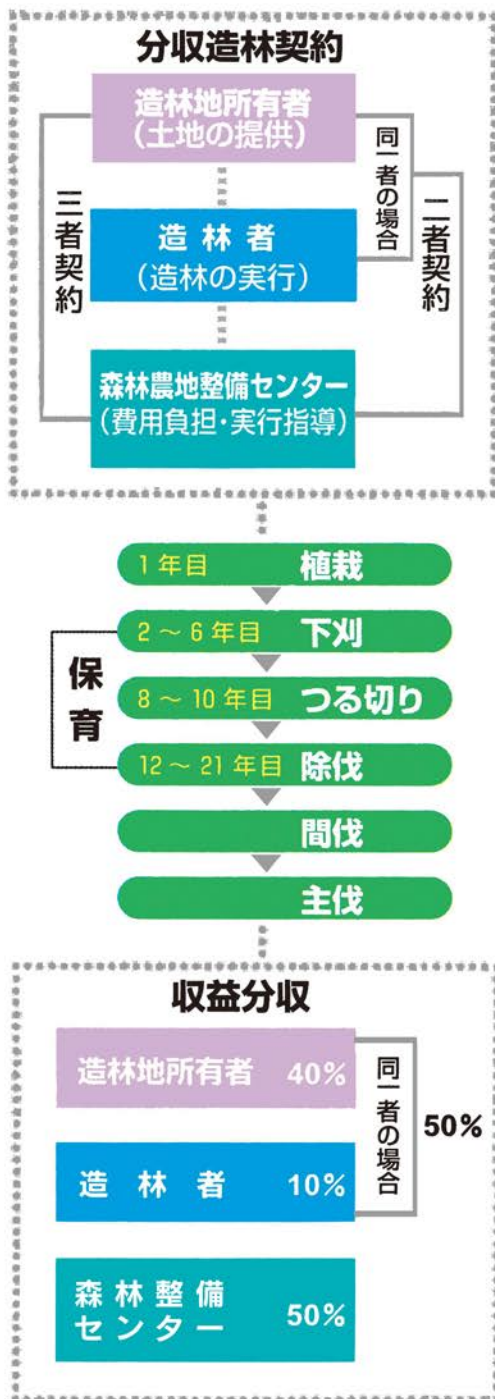 分収造林契約
造林地所有者
(土地の提供)
同一者の場合
三者契約
二者契約
造林者
(造林の実行)
森林農地整備センター
(費用負担・実行指導)
1年目 植栽
2～6年目 下刈
保育
8～10年目 つる切り
12～21年目 除伐
間伐
主伐
収益分収
造林地所有者 40%
同一者の場合
50%
造林者 10%
森林整備
センター 50%